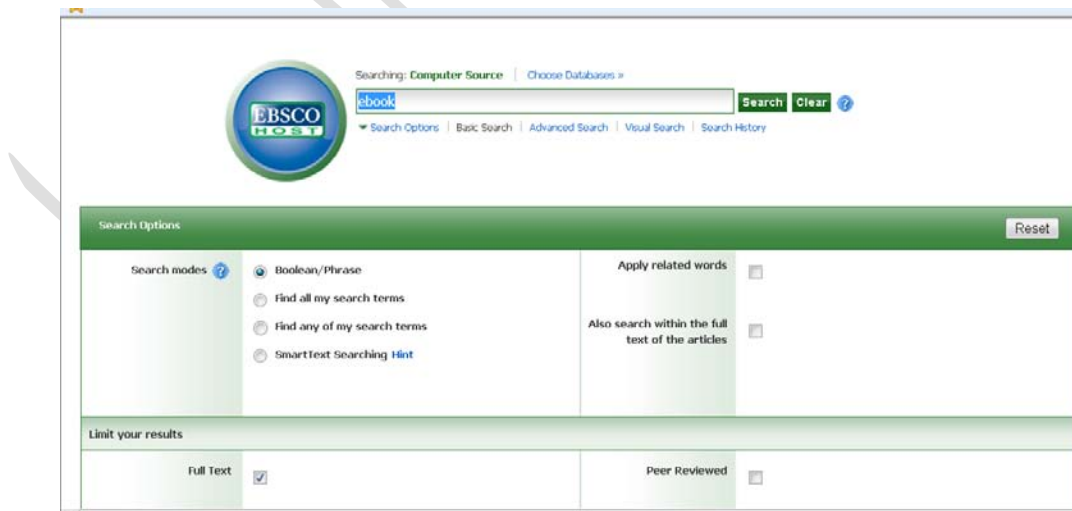 Searching: Computer Source | Choose Databases »
ebook
Search Clear ?
EBSCO
HOST
Search Options | Basic Search | Advanced Search | Visual Search | Search History
Search Options
Reset
Search modes ?
Boolean/Phrase
Find all my search terms
Find any of my search terms
SmartText Searching Hint
Apply related words
Also search within the full
text of the articles
Limit your results
Full Text
Peer Reviewed